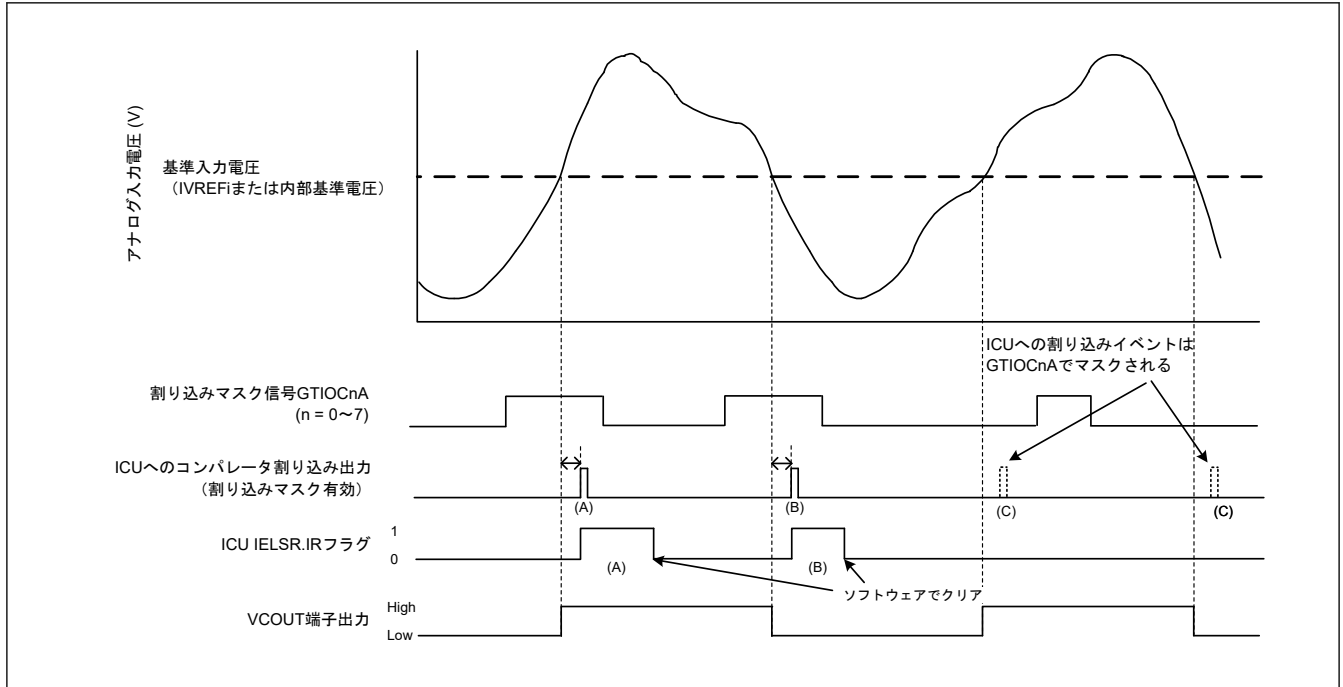 アナログ入力電圧 (V)
基準入力電圧
（IVREFiまたは内部基準電圧）
ICUへの割り込みイベントは
GTIOCnAでマスクされる
割り込みマスク信号GTIOCnA
(n = 0～7)
ICUへのコンパレータ割り込み出力
（割り込みマスク有効）
(A)
(B)
(C)
(C)
ICU IELSR.IRフラグ
1
0
(A)
(B)
ソフトウェアでクリア
VCOUT端子出力
High
Low